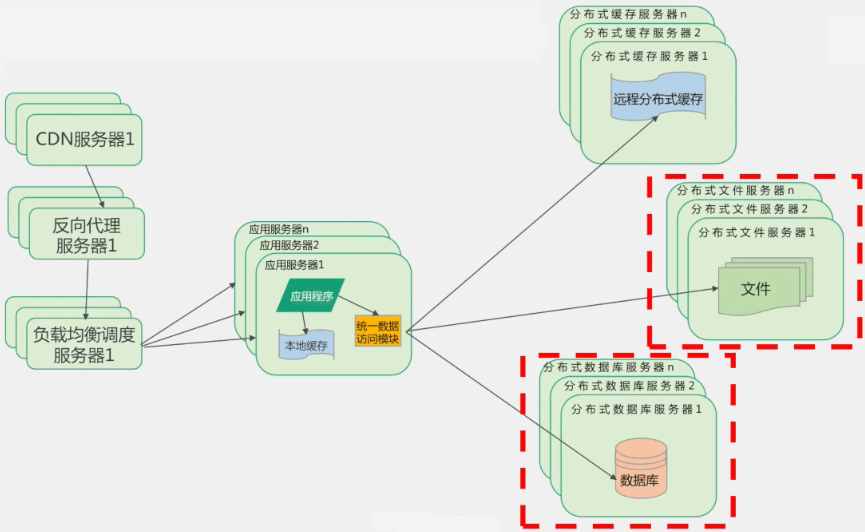 分布式缓存服务器n
分布式缓存服务器2
分布式缓存服务器1
远程分布式缓存
CDN服务器1
反向代理
服务器1
负载均衡调度
服务器1
应用服务器n
应用服务器2
应用服务器1
应用程序
本地缓存
统一数据
访问模块
分布式文件服务器n
分布式文件服务器2
分布式文件服务器1
文件
分布式数据库服务器n
分布式数据库服务器2
分布式数据库服务器1
数据库